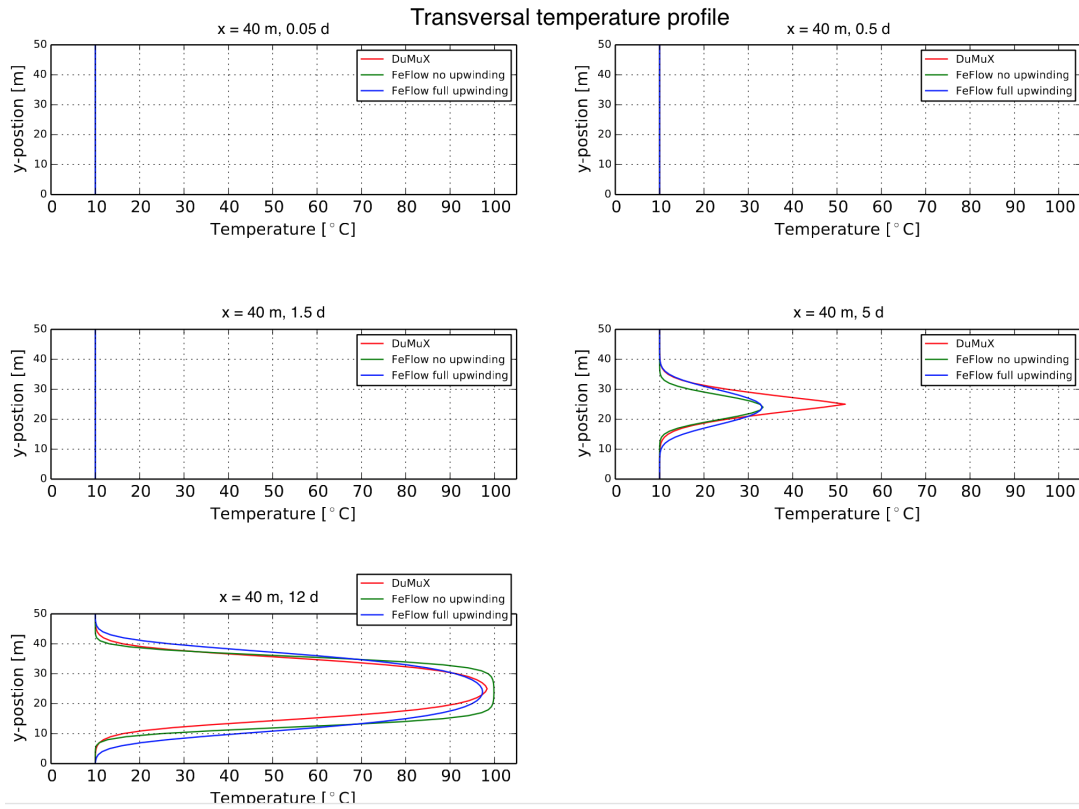 Transversal temperature profile
x = 40 m, 0.05 d
50
40
30
20
10
0
y-postion [m]
DuMuX
FeFlow no upwinding
FeFlow full upwinding
0 10 20 30 40 50 60 70 80 90 100
Temperature [°C]
x = 40 m, 0.5 d
50
40
30
20
10
0
y-postion [m]
DuMuX
FeFlow no upwinding
FeFlow full upwinding
0 10 20 30 40 50 60 70 80 90 100
Temperature [°C]
x = 40 m, 1.5 d
50
40
30
20
10
0
y-postion [m]
DuMuX
FeFlow no upwinding
FeFlow full upwinding
0 10 20 30 40 50 60 70 80 90 100
Temperature [°C]
x = 40 m, 5 d
50
40
30
20
10
0
y-postion [m]
DuMuX
FeFlow no upwinding
FeFlow full upwinding
0 10 20 30 40 50 60 70 80 90 100
Temperature [°C]
x = 40 m, 12 d
50
40
30
20
10
0
y-postion [m]
DuMuX
FeFlow no upwinding
FeFlow full upwinding
0 10 20 30 40 50 60 70 80 90 100
Temperature [°C]